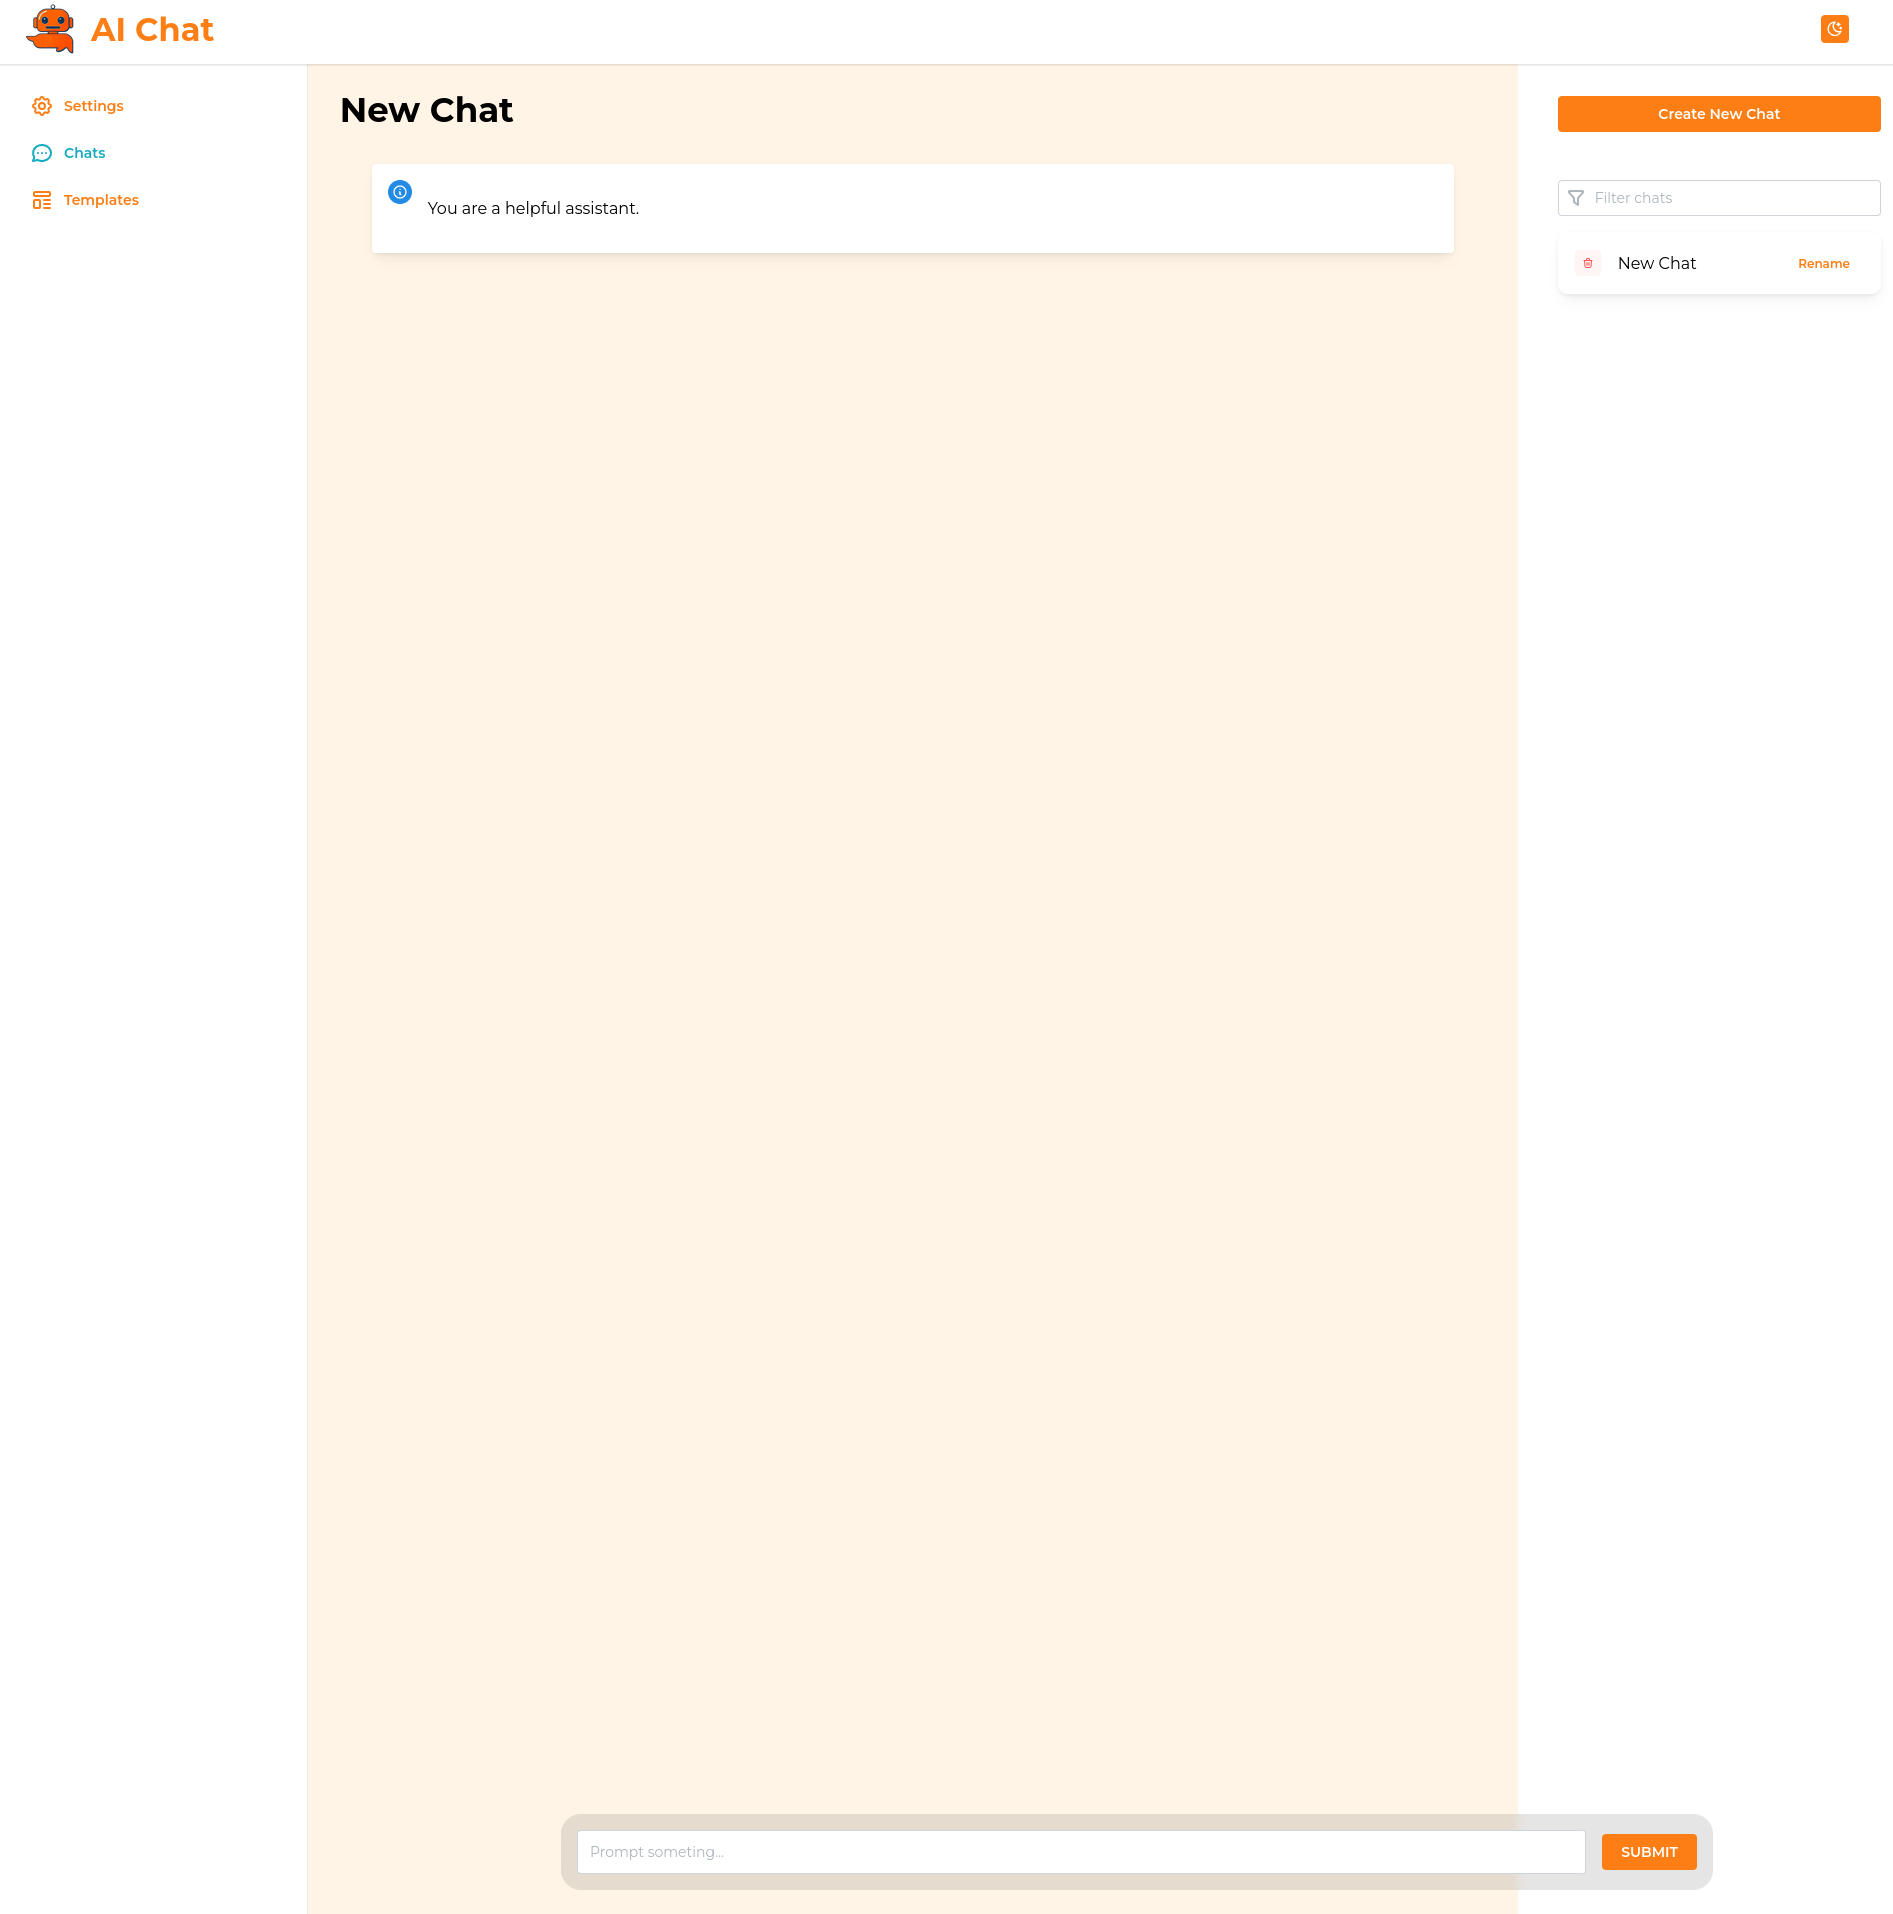 AI Chat
Settings
Chats
Templates
New Chat
You are a helpful assistant.
Create New Chat
Filter chats
New Chat
Rename
Prompt someting...
SUBMIT